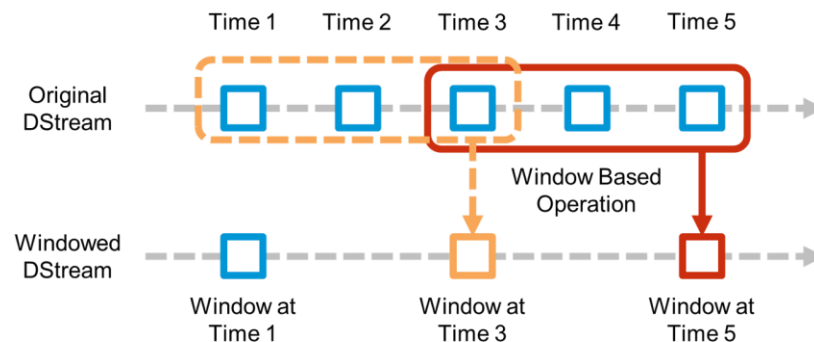 Time 1 Time 2 Time 3 Time 4 Time 5
Original
DStream
Window Based
Operation
Windowed
DStream
Window at
Time 1
Window at
Time 3
Window at
Time 5